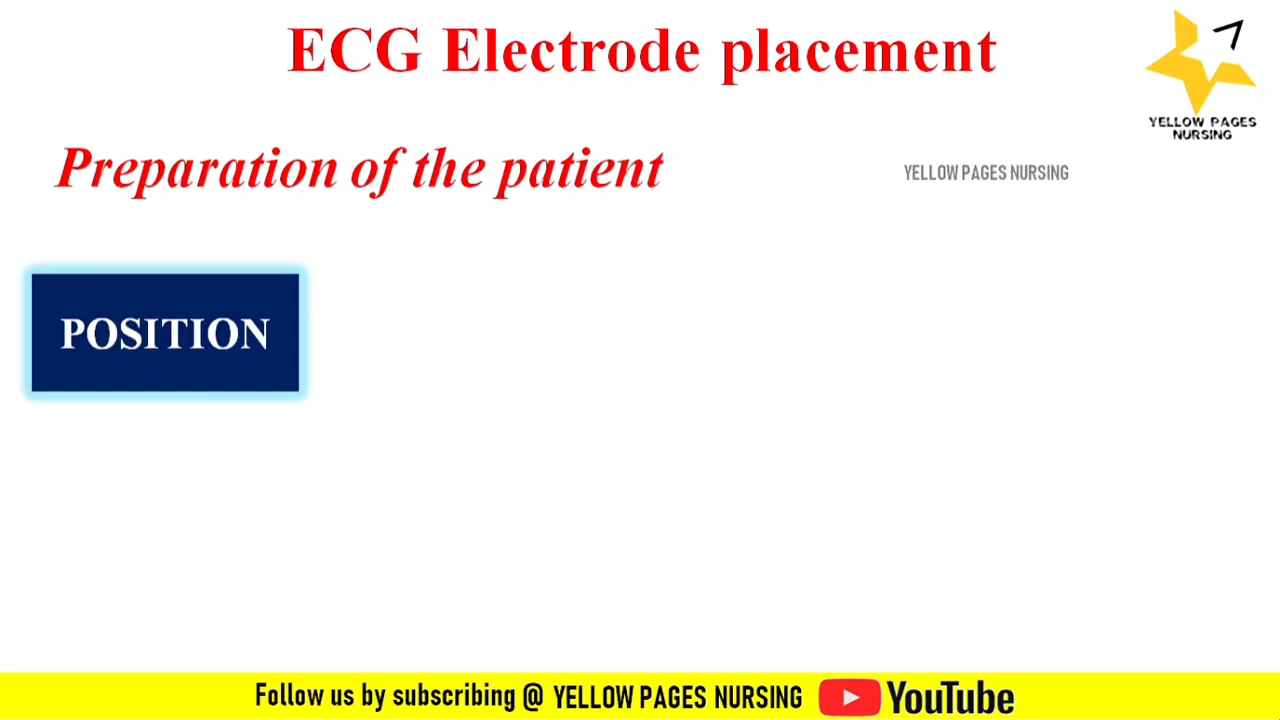 ECG Electrode placement
YELLOW PAGES
NURSING
Preparation of the patient
YELLOW PAGES NURSING
POSITION
Follow us by subscribing @ YELLOW PAGES NURSING YouTube